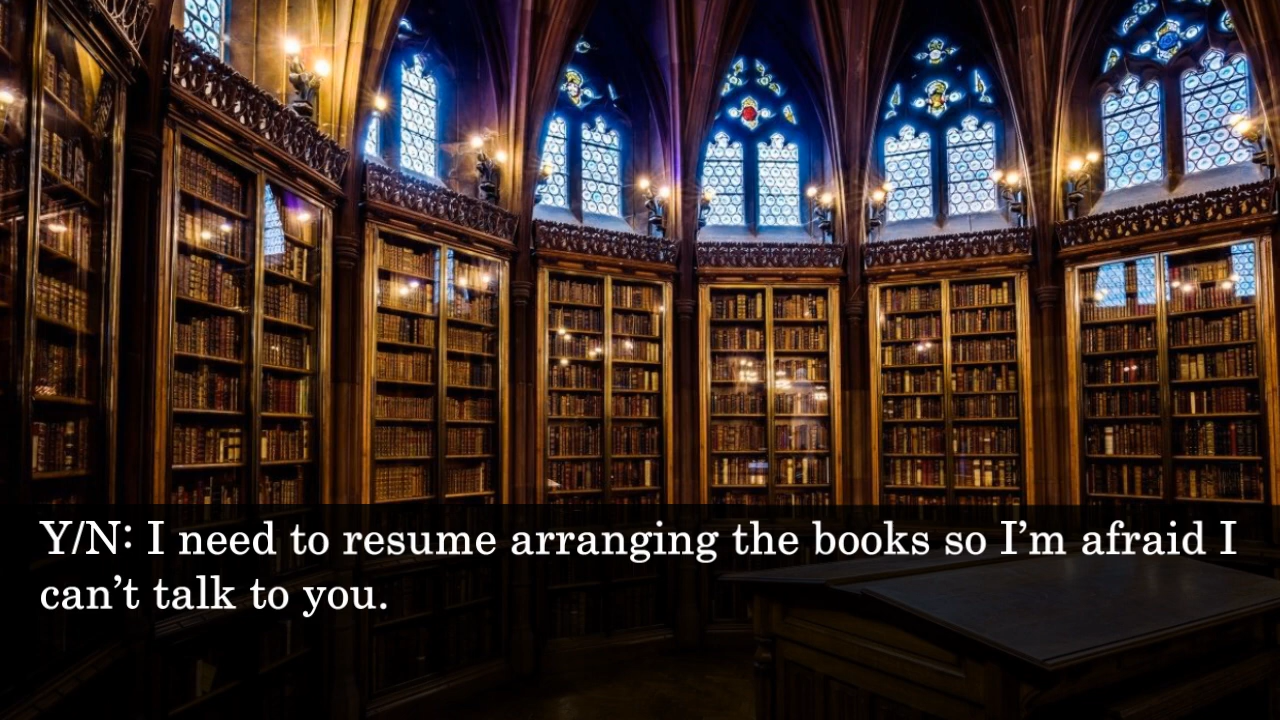 Y/N: I need to resume arranging the books so I’m afraid I
can’t talk to you.